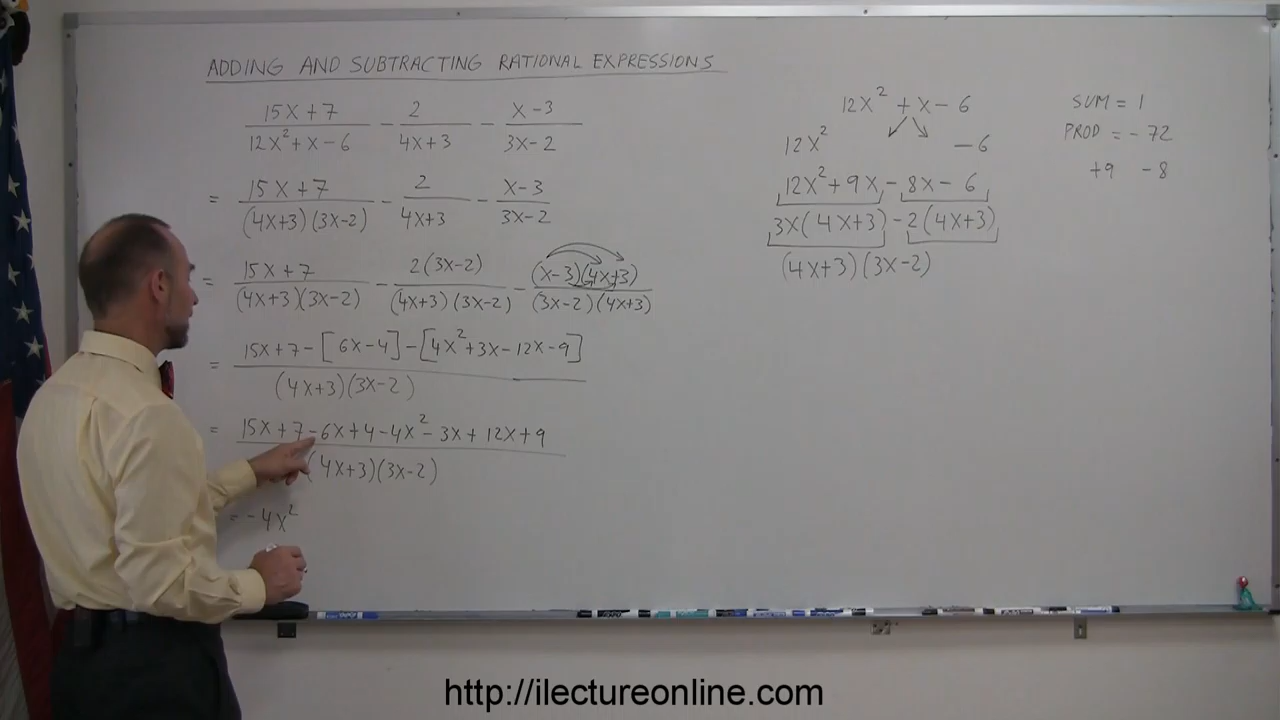 ADDING AND SUBTRACTING RATIONAL EXPRESSIONS
15X + 7 / 12X² + X - 6 - 2 / 4X + 3 - X - 3 / 3X - 2
= 15X + 7 / (4X+3)(3X-2) - 2 / 4X+3 - X-3 / 3X-2
= 15X + 7 / (4X+3)(3X-2) - 2(3X-2) / (4X+3)(3X-2) - (X-3)(4X+3) / (3X-2)(4X+3)
= 15X + 7 - [6X-4] - [4X² + 3X - 12X - 9] / (4X+3)(3X-2)
= 15X + 7 - 6X + 4 - 4X² - 3X + 12X + 9 / (4X+3)(3X-2)
= -4X²
12X² + X - 6
12X² - 6
12X² + 9X - 8X - 6
3X(4X+3) - 2(4X+3)
(4X+3)(3X-2)
SUM = 1
PROD = -72
+9 -8
http://ilectureonline.com